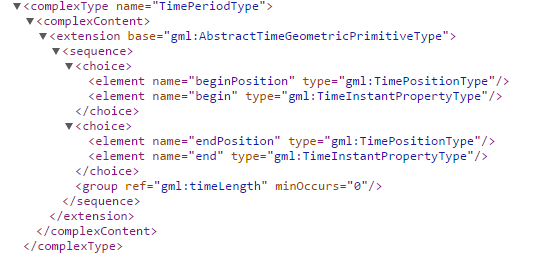 <complexType name="TimePeriodType">
<complexContent>
<extension base="gml:AbstractTimeGeometricPrimitiveType">
<sequence>
<choice>
<element name="beginPosition" type="gml:TimePositionType"/>
<element name="begin" type="gml:TimeInstantPropertyType"/>
</choice>
<choice>
<element name="endPosition" type="gml:TimePositionType"/>
<element name="end" type="gml:TimeInstantPropertyType"/>
</choice>
<group ref="gml:timeLength" minOccurs="0"/>
</sequence>
</extension>
</complexContent>
</complexType>